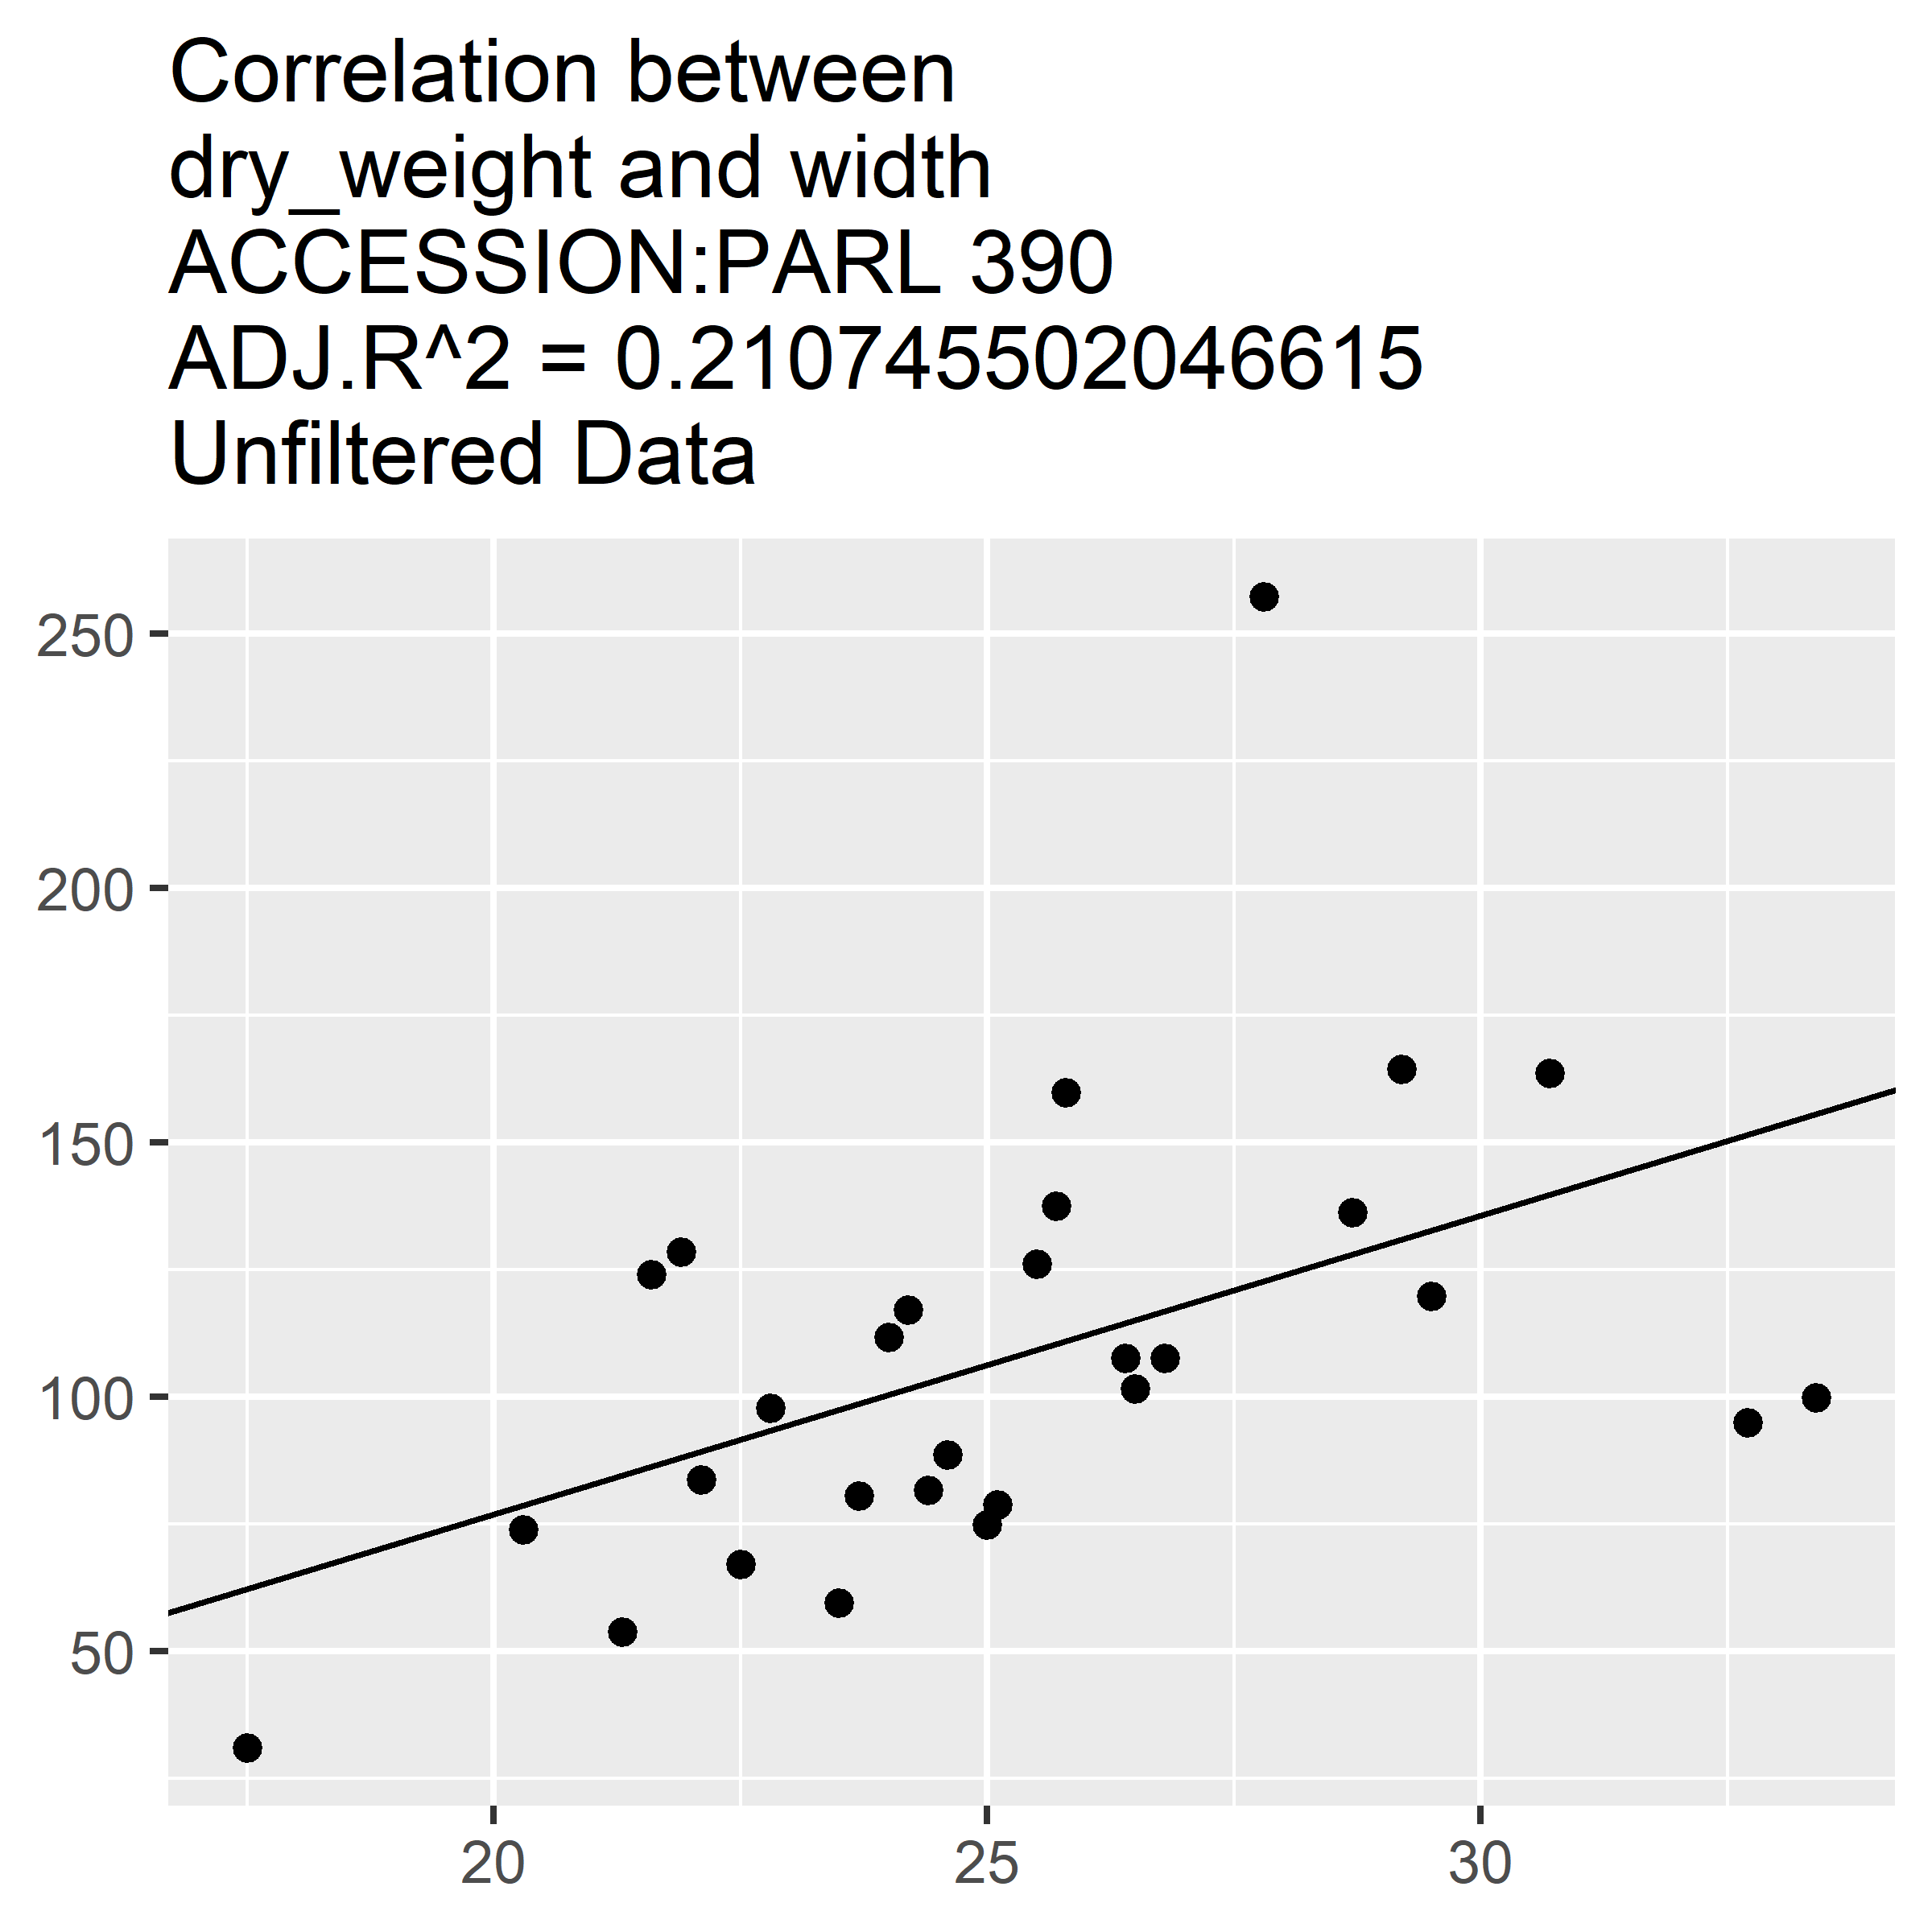 Correlation between
dry_weight and width
ACCESSION:PARL 390
ADJ.R^2 = 0.210745502046615
Unfiltered Data
250
200
150
100
50
20 25 30